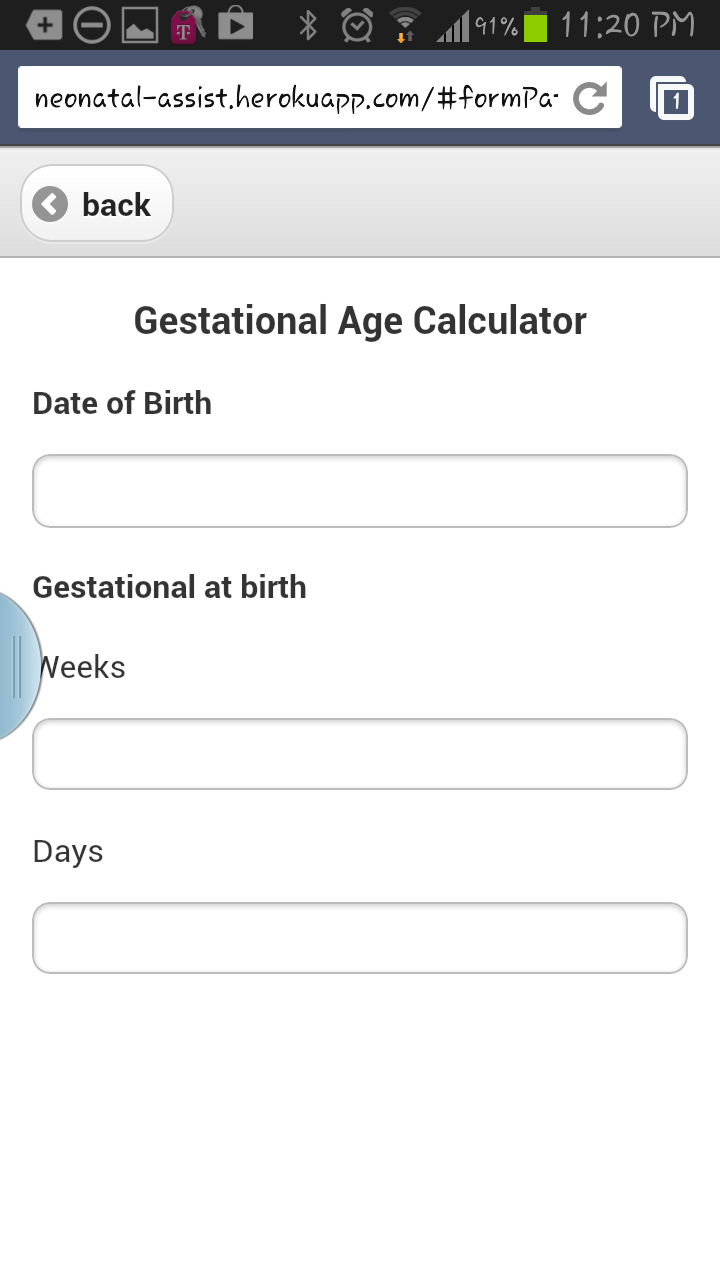 91% 11:20 PM
neonatal-assist.herokuapp.com/#formPa
1
back
Gestational Age Calculator
Date of Birth
Gestational at birth
Weeks
Days